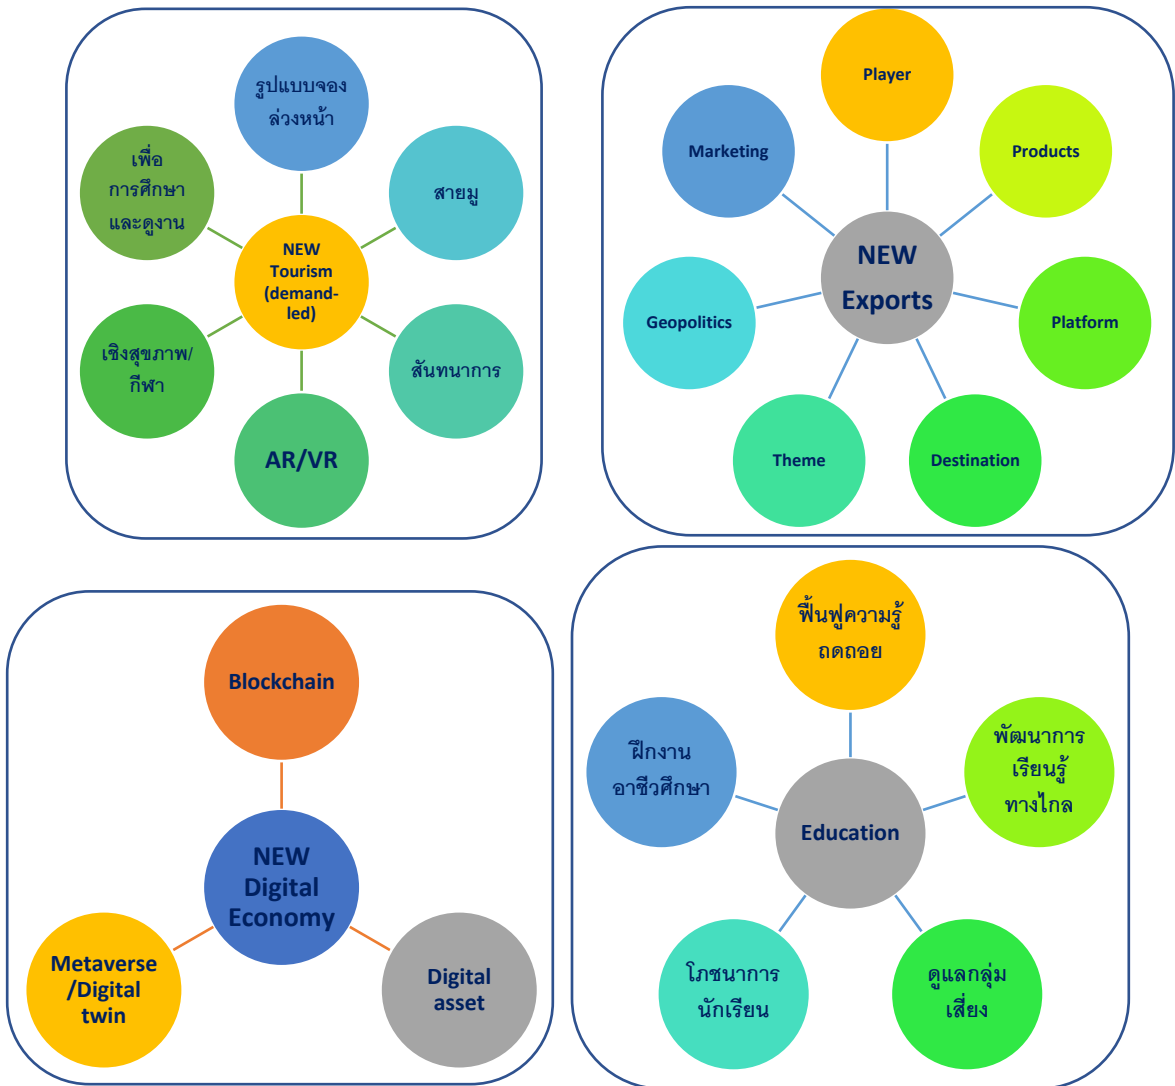 รูปแบบจอง
ล่วงหน้า
เพื่อ
การศึกษา
และดูงาน
สายมู
NEW
Tourism
(demand-
led)
เชิงสุขภาพ/
กีฬา
สันทนาการ
AR/VR
Player
Marketing
Products
NEW
Exports
Geopolitics
Platform
Theme
Destination
Blockchain
NEW
Digital
Economy
Metaverse
/Digital
twin
Digital
asset
ฟื้นฟูความรู้
ถดถอย
ฝึกงาน
อาชีวศึกษา
พัฒนาการ
เรียนรู้
ทางไกล
Education
โภชนาการ
นักเรียน
ดูแลกลุ่ม
เสี่ยง